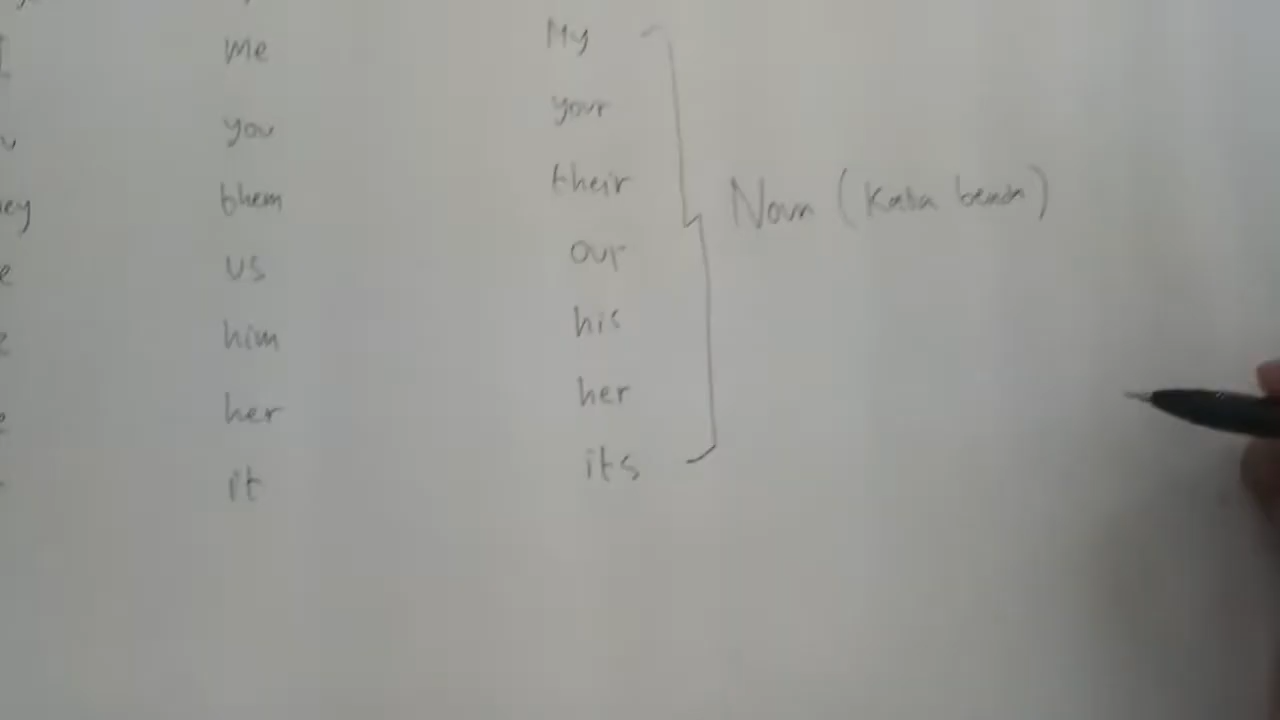 me My
you your
them their
us our
him his
her her
it its
Noun (Kata benda)